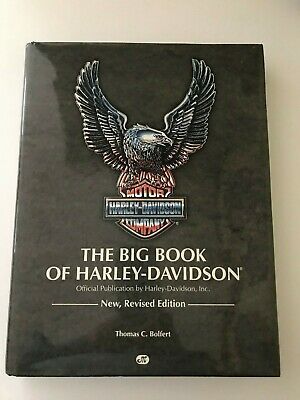 MOTOR
HARLEY-DAVIDSON
COMPANY
THE BIG BOOK
OF HARLEY-DAVIDSON®
Official Publication by Harley-Davidson, Inc.
New, Revised Edition
Thomas C. Bolfert